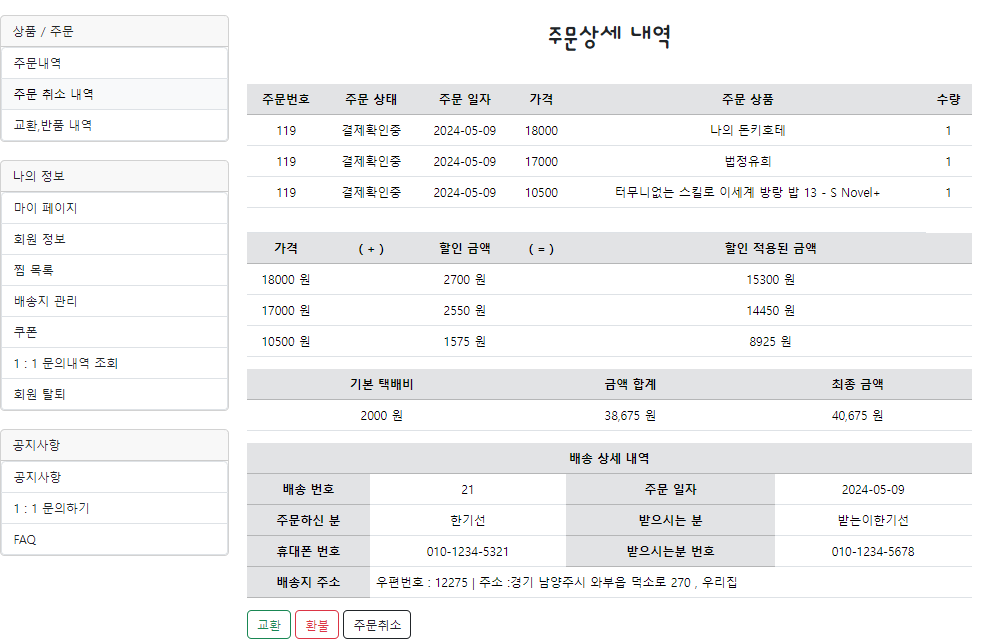 상품 / 주문
주문내역
주문 취소 내역
교환,반품 내역
나의 정보
마이 페이지
회원 정보
찜 목록
배송지 관리
쿠폰
1 : 1 문의내역 조회
회원 탈퇴
공지사항
공지사항
1 : 1 문의하기
FAQ
주문상세 내역
주문번호 주문 상태 주문 일자 가격 주문 상품 수량
119 결제확인중 2024-05-09 18000 나의 돈키호테 1
119 결제확인중 2024-05-09 17000 법정유희 1
119 결제확인중 2024-05-09 10500 터무니없는 스킬로 이세계 방랑 밥 13 - S Novel+ 1
가격 ( + ) 할인 금액 ( = ) 할인 적용된 금액
18000 원 2700 원 15300 원
17000 원 2550 원 14450 원
10500 원 1575 원 8925 원
기본 택배비 금액 합계 최종 금액
2000 원 38,675 원 40,675 원
배송 상세 내역
배송 번호 21 주문 일자 2024-05-09
주문하신 분 한기선 받으시는 분 받는이한기선
휴대폰 번호 010-1234-5321 받으시는분 번호 010-1234-5678
배송지 주소 우편번호 : 12275 | 주소 :경기 남양주시 와부읍 덕소로 270 , 우리집
교환 환불 주문취소